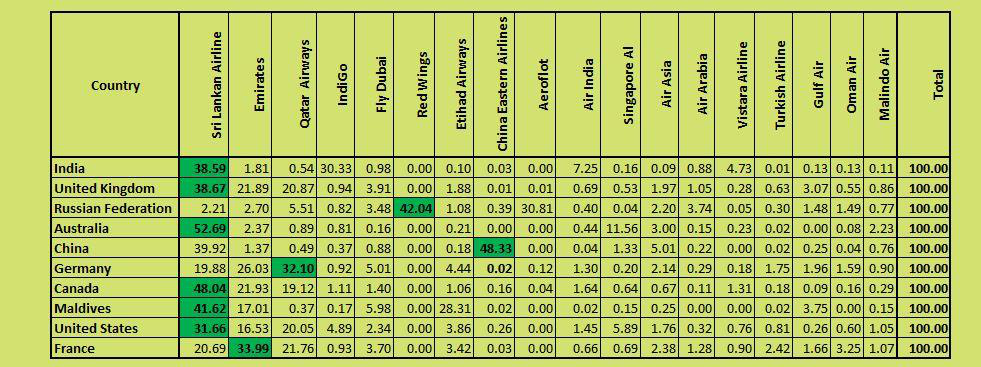 Country Sri Lankan Airline Emirates Qatar Airways IndiGo Fly Dubai Red Wings Etihad Airways China Eastern Airlines Aeroflot Air India Singapore Al Air Asia Air Arabia Vistara Airline Turkish Airline Gulf Air Oman Air Malindo Air Total
India 38.59 1.81 0.54 30.33 0.98 0.00 0.10 0.03 0.00 7.25 0.16 0.09 0.88 4.73 0.01 0.13 0.13 0.11 100.00
United Kingdom 38.67 21.89 20.87 0.94 3.91 0.00 1.88 0.01 0.01 0.69 0.53 1.97 1.05 0.28 0.63 3.07 0.55 0.86 100.00
Russian Federation 2.21 2.70 5.51 0.82 3.48 42.04 1.08 0.39 30.81 0.40 0.04 2.20 3.74 0.05 0.30 1.48 1.49 0.77 100.00
Australia 52.69 2.37 0.89 0.81 0.16 0.00 0.21 0.00 0.00 0.44 11.56 3.00 0.15 0.23 0.02 0.00 0.08 2.23 100.00
China 39.92 1.37 0.49 0.37 0.88 0.00 0.18 48.33 0.00 0.04 1.33 5.01 0.22 0.00 0.02 0.25 0.04 0.76 100.00
Germany 19.88 26.03 32.10 0.92 5.01 0.00 4.44 0.02 0.12 1.30 0.20 2.14 0.29 0.18 1.75 1.96 1.59 0.90 100.00
Canada 48.04 21.93 19.12 1.11 1.40 0.00 1.06 0.16 0.04 1.64 0.64 0.67 0.11 1.31 0.18 0.09 0.16 0.29 100.00
Maldives 41.62 17.01 0.37 0.17 5.98 0.00 28.31 0.02 0.00 0.02 0.15 0.25 0.00 0.00 0.02 3.75 0.00 0.15 100.00
United States 31.66 16.53 20.05 4.89 2.34 0.00 3.86 0.26 0.00 1.45 5.89 1.76 0.32 0.76 0.81 0.26 0.60 1.05 100.00
France 20.69 33.99 21.76 0.93 3.70 0.00 3.42 0.03 0.00 0.66 0.69 2.38 1.28 0.90 2.42 1.66 3.25 1.07 100.00